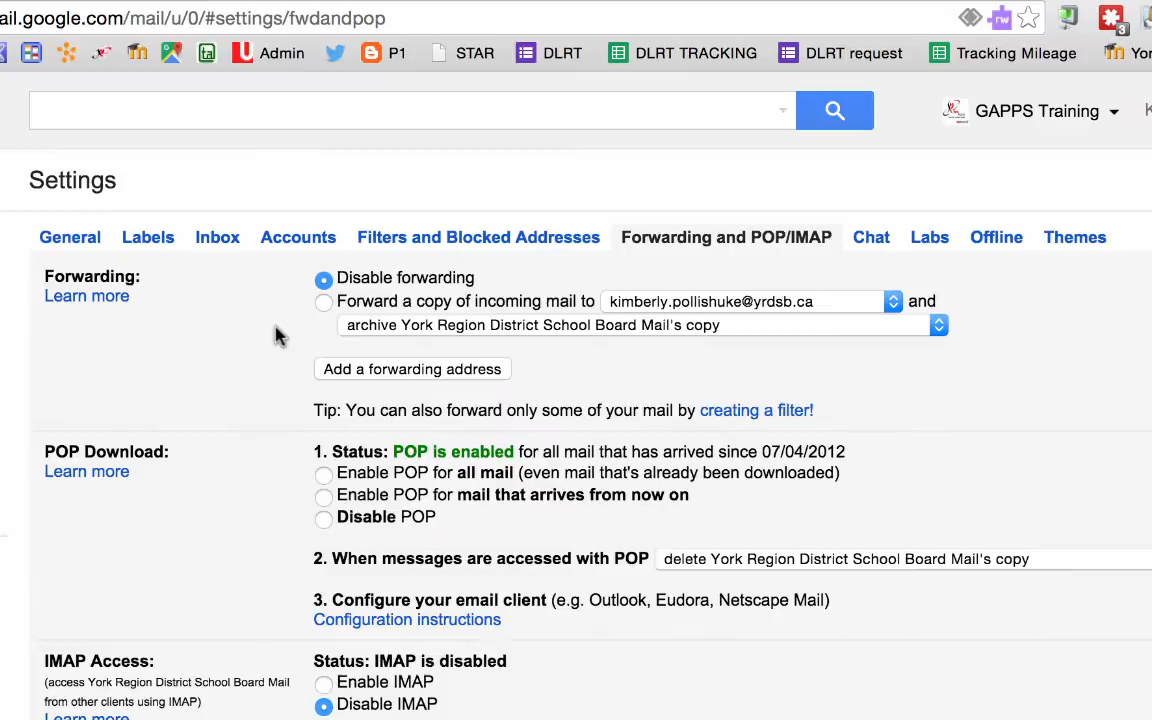 ail.google.com/mail/u/0/#settings/fwdandpop
rw
3
ta
Admin
P1
STAR
DLRT
DLRT TRACKING
DLRT request
Tracking Mileage
Yor
GAPPS Training
K
Settings
General Labels Inbox Accounts Filters and Blocked Addresses Forwarding and POP/IMAP Chat Labs Offline Themes
Forwarding:
Learn more
Disable forwarding
Forward a copy of incoming mail to kimberly.pollishuke@yrdsb.ca and
archive York Region District School Board Mail's copy
Add a forwarding address
Tip: You can also forward only some of your mail by creating a filter!
POP Download:
Learn more
1. Status: POP is enabled for all mail that has arrived since 07/04/2012
Enable POP for all mail (even mail that's already been downloaded)
Enable POP for mail that arrives from now on
Disable POP
2. When messages are accessed with POP delete York Region District School Board Mail's copy
3. Configure your email client (e.g. Outlook, Eudora, Netscape Mail)
Configuration instructions
IMAP Access:
(access York Region District School Board Mail
from other clients using IMAP)
Learn more
Status: IMAP is disabled
Enable IMAP
Disable IMAP